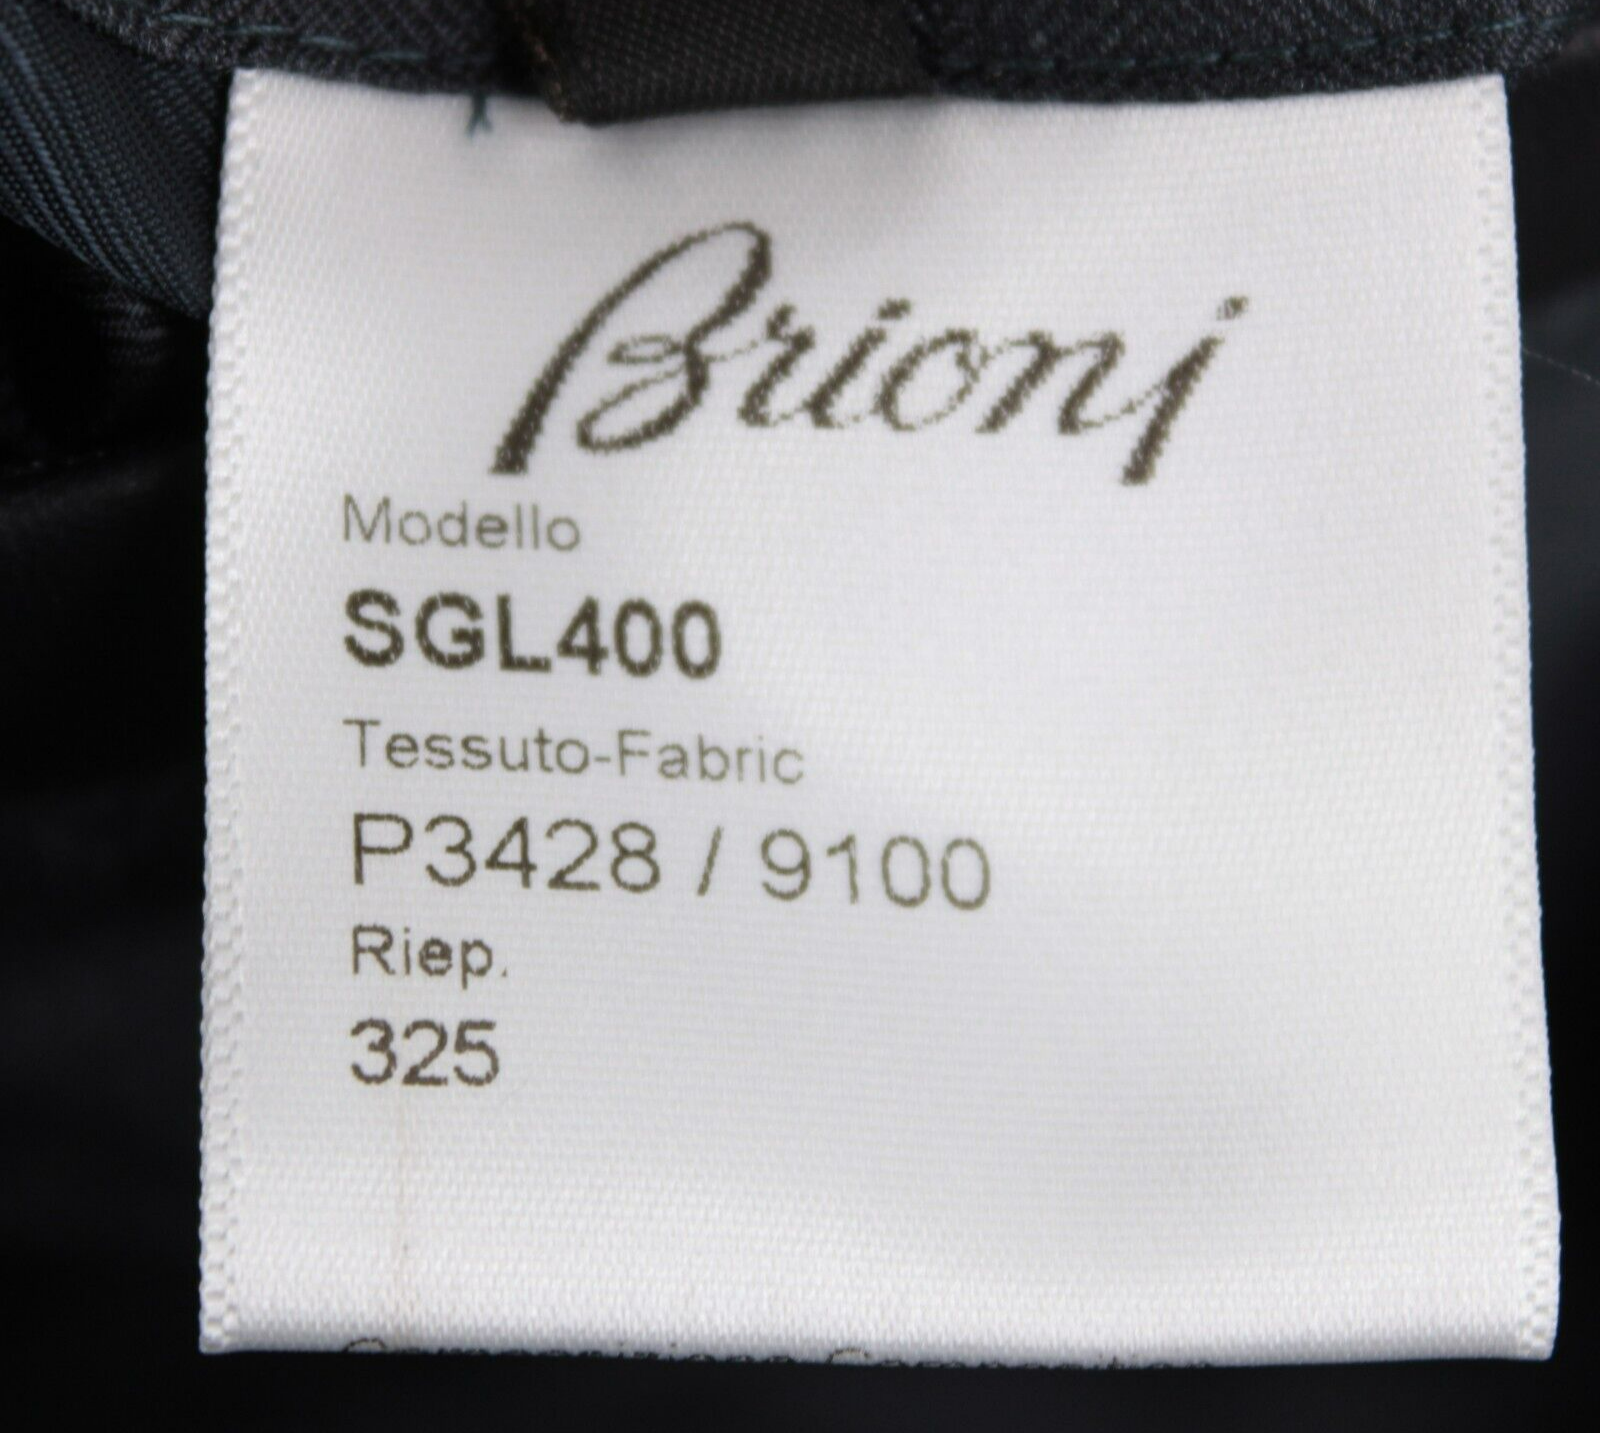 Brioni
Modello
SGL400
Tessuto-Fabric
P3428 / 9100
Riep.
325